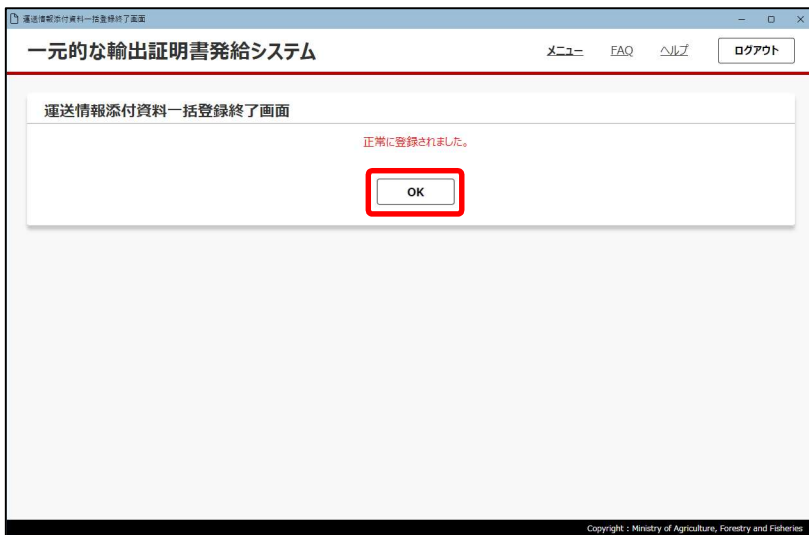 運送情報添付資料一括登録終了画面
一元的な輸出証明書発給システム
メニュー FAQ ヘルプ ログアウト
運送情報添付資料一括登録終了画面
正常に登録されました。
OK
Copyright : Ministry of Agriculture, Forestry and Fisheries